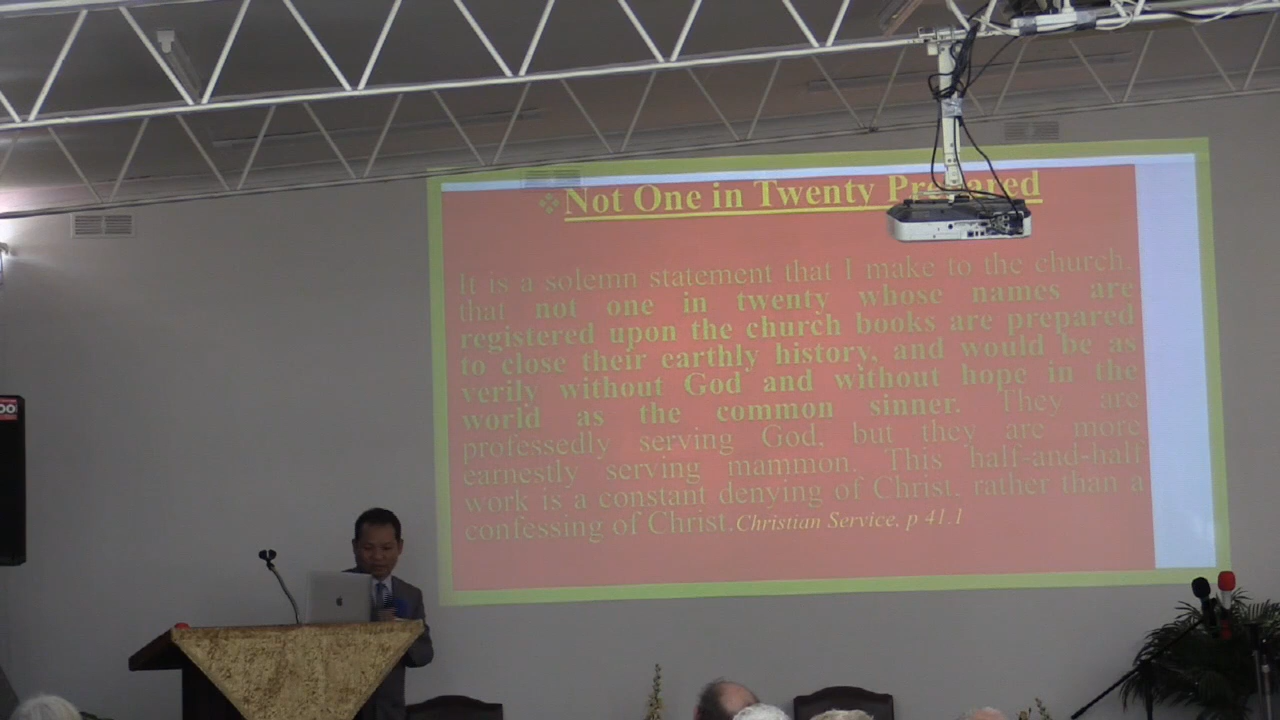 ❖Not One in Twenty Prepared
It is a solemn statement that I make to the church,
that not one in twenty whose names are
registered upon the church books are prepared
to close their earthly history, and would be as
verily without God and without hope in the
world as the common sinner. They are
professedly serving God, but they are more
earnestly serving mammon. This half-and-half
work is a constant denying of Christ, rather than a
confessing of Christ.Christian Service, p 41.1